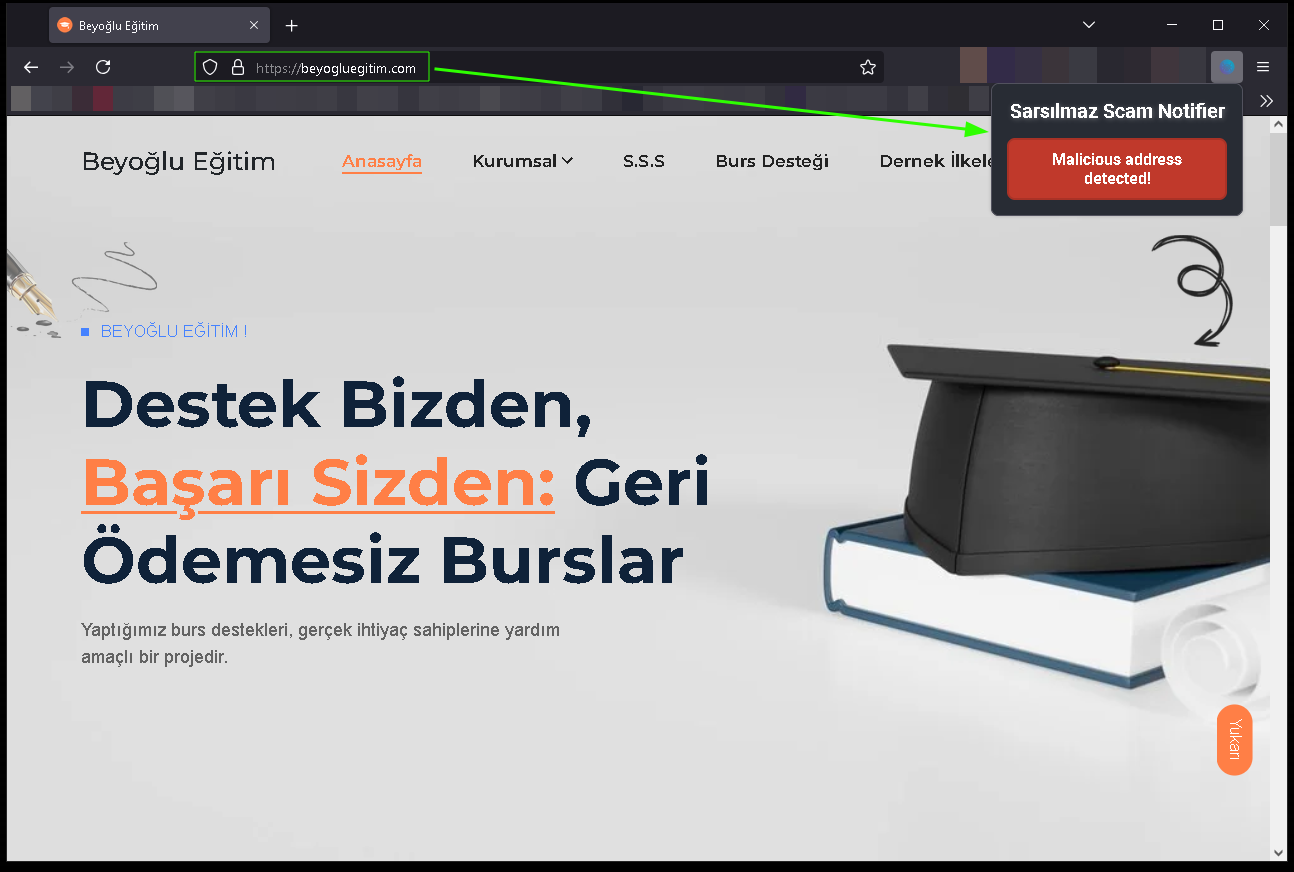 Beyoğlu Eğitim
https://beyogluegitim.com
Sarsılmaz Scam Notifier
Malicious address
detected!
Beyoğlu Eğitim
Anasayfa
Kurumsal
S.S.S
Burs Desteği
Dernek İlkele
BEYOĞLU EĞİTİM !
Destek Bizden,
Başarı Sizden: Geri
Ödemesiz Burslar
Yaptığımız burs destekleri, gerçek ihtiyaç sahiplerine yardım
amaçlı bir projedir.
Yukarı